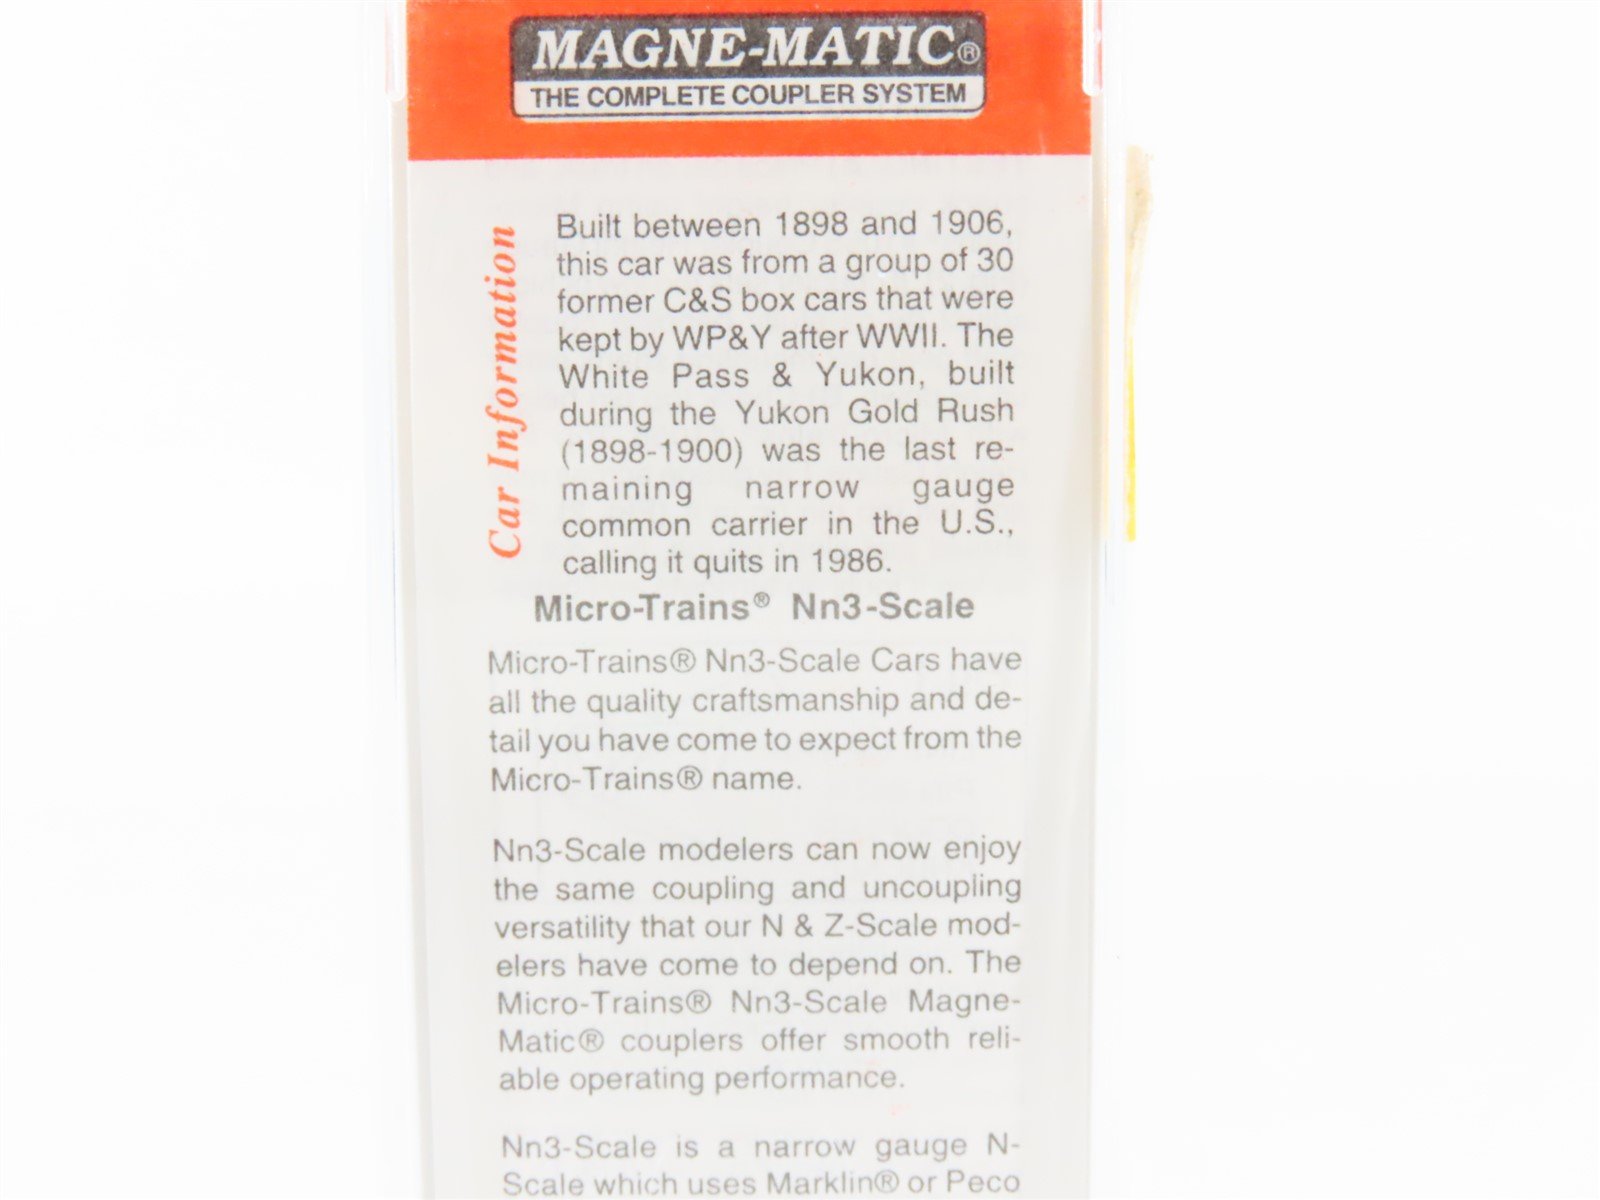 MAGNE-MATIC®
THE COMPLETE COUPLER SYSTEM
Car Information
Built between 1898 and 1906,
this car was from a group of 30
former C&S box cars that were
kept by WP&Y after WWII. The
White Pass & Yukon, built
during the Yukon Gold Rush
(1898-1900) was the last re-
maining narrow gauge
common carrier in the U.S.,
calling it quits in 1986.
Micro-Trains® Nn3-Scale
Micro-Trains® Nn3-Scale Cars have
all the quality craftsmanship and de-
tail you have come to expect from the
Micro-Trains® name.
Nn3-Scale modelers can now enjoy
the same coupling and uncoupling
versatility that our N & Z-Scale mod-
elers have come to depend on. The
Micro-Trains® Nn3-Scale Magne-
Matic® couplers offer smooth reli-
able operating performance.
Nn3-Scale is a narrow gauge N-
Scale which uses Marklin® or Peco